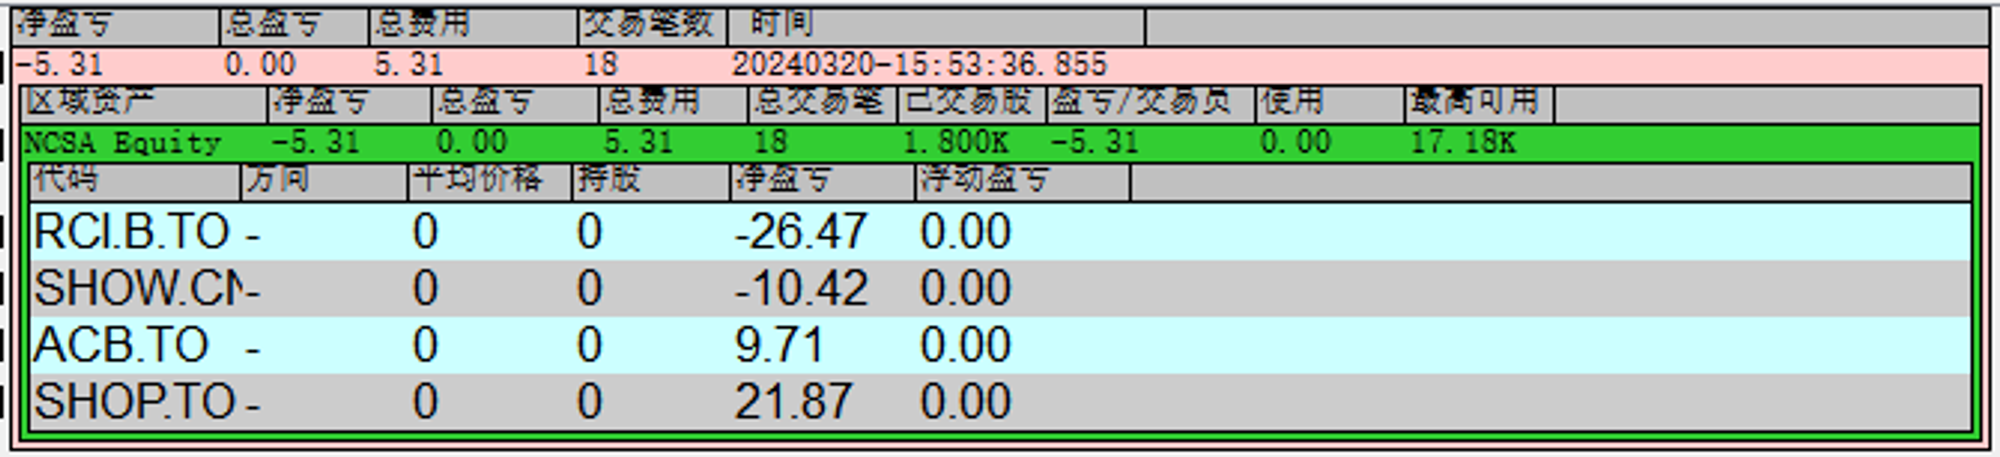 净盈亏 总盈亏 总费用 交易笔数 时间
-5.31 0.00 5.31 18 20240320-15:53:36.855
区域资产 净盈亏 总盈亏 总费用 总交易笔 已交易股 盈亏/交易员 使用 最高可用
NCSA Equity -5.31 0.00 5.31 18 1.800K -5.31 0.00 17.18K
代码 方向 平均价格 持股 净盈亏 浮动盈亏
RCI.B.TO - 0 0 -26.47 0.00
SHOW.CN - 0 0 -10.42 0.00
ACB.TO - 0 0 9.71 0.00
SHOP.TO - 0 0 21.87 0.00